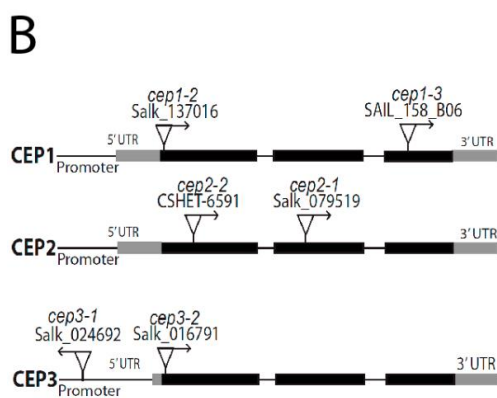 B
cep1-2
Salk_137016
cep1-3
SAIL_158_B06
5' UTR
3' UTR
CEP1
Promoter
cep2-2
CSHET-6591
cep2-1
Salk_079519
5' UTR
3' UTR
CEP2
Promoter
cep3-1
Salk_024692
cep3-2
Salk_016791
5' UTR
3' UTR
CEP3
Promoter